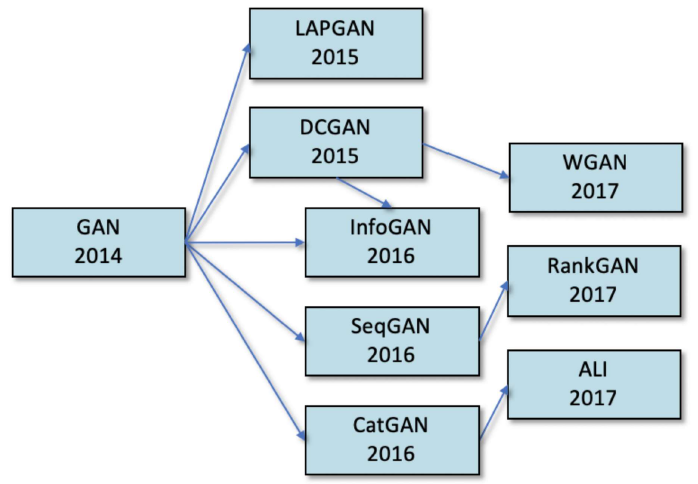 LAPGAN
2015
DCGAN
2015
WGAN
2017
GAN
2014
InfoGAN
2016
RankGAN
2017
SeqGAN
2016
ALI
2017
CatGAN
2016